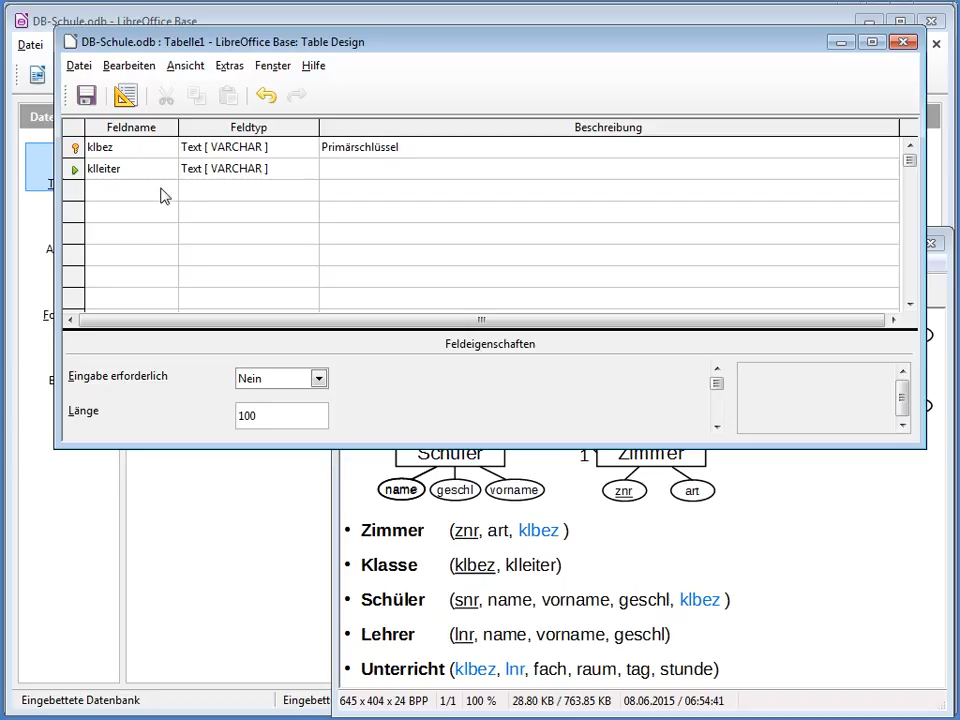 DB-Schule.odb - LibreOffice Base
Datei
DB-Schule.odb : Tabelle1 - LibreOffice Base: Table Design
Datei Bearbeiten Ansicht Extras Fenster Hilfe
Date
Feldname Feldtyp Beschreibung
klbez Text [ VARCHAR ] Primärschlüssel
klleiter Text [ VARCHAR ]
T
A
Fo
B
Feldeigenschaften
Eingabe erforderlich Nein
Länge 100
Schüler 1 Zimmer
name geschl vorname znr art
• Zimmer (znr, art, klbez )
• Klasse (klbez, klleiter)
• Schüler (snr, name, vorname, geschl, klbez )
• Lehrer (lnr, name, vorname, geschl)
• Unterricht (klbez, lnr, fach, raum, tag, stunde)
Eingebettete Datenbank Eingebett
645 x 404 x 24 BPP 1/1 100 % 28.80 KB / 763.85 KB 08.06.2015 / 06:54:41